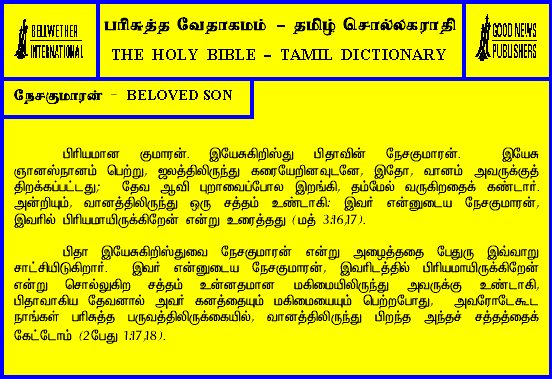 BELLWETHER
INTERNATIONAL
பரிசுத்த வேதாகமம் – தமிழ் சொல்லகராதி
THE HOLY BIBLE – TAMIL DICTIONARY
GOOD NEWS
PUBLISHERS
நேசகுமாரன் – BELOVED SON
பிரியமான குமாரன். இயேசுகிறிஸ்து பிதாவின் நேசகுமாரன். இயேசு
ஞானஸ்நானம் பெற்று, ஜலத்திலிருந்து கரையேறினவுடனே, இதோ, வானம் அவருக்குத்
திறக்கப்பட்டது; தேவ ஆவி புறாவைப்போல இறங்கி, தம்மேல் வருகிறதைக் கண்டார்.
அன்றியும், வானத்திலிருந்து ஒரு சத்தம் உண்டாகி: இவர் என்னுடைய நேசகுமாரன்,
இவரில் பிரியமாயிருக்கிறேன் என்று உரைத்தது (மத் 3:16,17).
பிதா இயேசுகிறிஸ்துவை நேசகுமாரன் என்று அழைத்ததை பேதுரு இவ்வாறு
சாட்சியிடுகிறார். இவர் என்னுடைய நேசகுமாரன், இவரிடத்தில் பிரியமாயிருக்கிறேன்
என்று சொல்லுகிற சத்தம் உன்னதமான மகிமையிலிருந்து அவருக்கு உண்டாகி,
பிதாவாகிய தேவனால் அவர் கனத்தையும் மகிமையையும் பெற்றபோது, அவரோடேகூட
நாங்கள் பரிசுத்த பருவத்திலிருக்கையில், வானத்திலிருந்து பிறந்த அந்தச் சத்தத்தைக்
கேட்டோம் (2பேது 1:17,18).